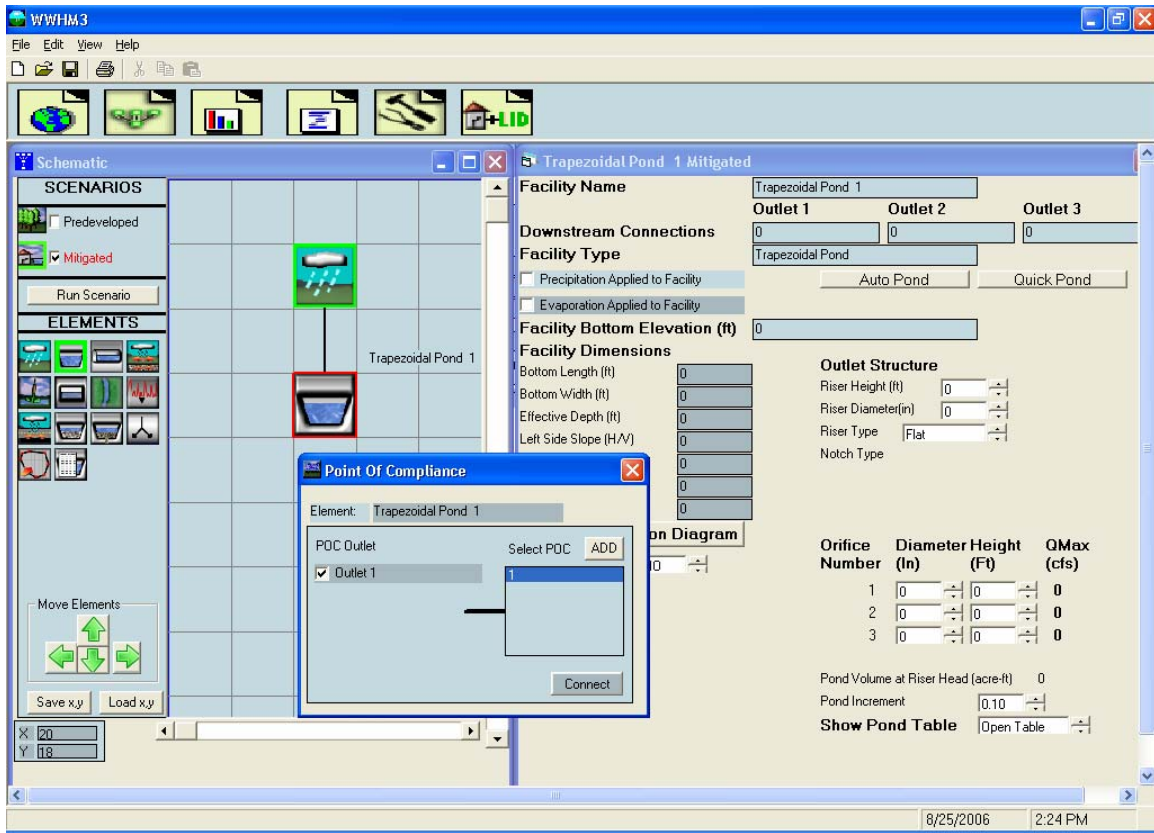 WWHM3
File Edit View Help
+LID
Schematic
SCENARIOS
Predeveloped
Mitigated
Run Scenario
ELEMENTS
Move Elements
Save x,y Load x,y
X 20
Y 18
Trapezoidal Pond 1
Trapezoidal Pond 1 Mitigated
Facility Name Trapezoidal Pond 1
Outlet 1 Outlet 2 Outlet 3
Downstream Connections 0 0 0
Facility Type Trapezoidal Pond
Precipitation Applied to Facility Auto Pond Quick Pond
Evaporation Applied to Facility
Facility Bottom Elevation (ft) 0
Facility Dimensions
Bottom Length (ft) 0
Bottom Width (ft) 0
Effective Depth (ft) 0
Left Side Slope (H/V) 0
0
0
0
on Diagram
Outlet Structure
Riser Height (ft) 0
Riser Diameter(in) 0
Riser Type Flat
Notch Type
Orifice Diameter Height QMax
Number (In) (Ft) (cfs)
1 0 0 0
2 0 0 0
3 0 0 0
Pond Volume at Riser Head (acre-ft) 0
Pond Increment 0.10
Show Pond Table Open Table
Point Of Compliance
Element: Trapezoidal Pond 1
POC Outlet Select POC ADD
Outlet 1 1
Connect
8/25/2006 2:24 PM